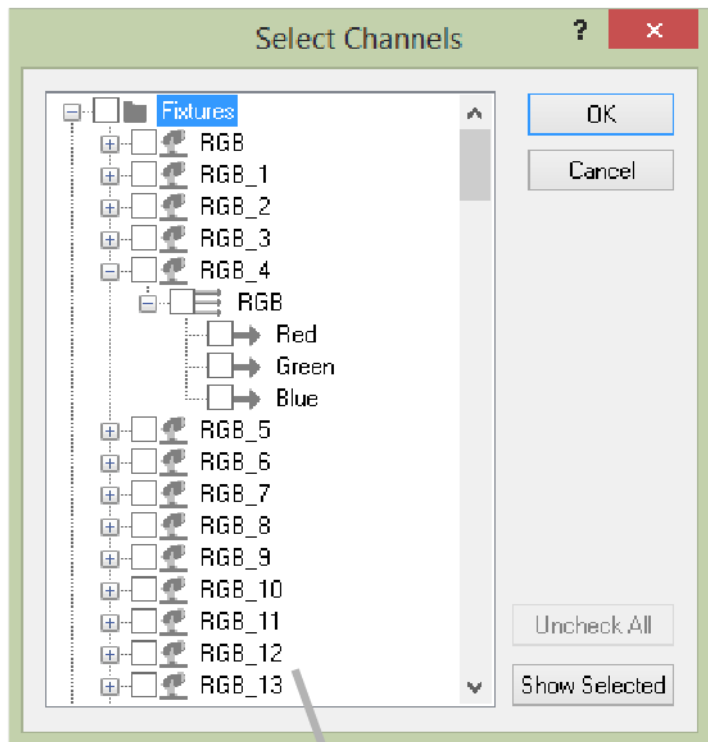 Select Channels ? ×
Fixtures
RGB
RGB_1
RGB_2
RGB_3
RGB_4
RGB
Red
Green
Blue
RGB_5
RGB_6
RGB_7
RGB_8
RGB_9
RGB_10
RGB_11
RGB_12
RGB_13
OK
Cancel
Uncheck All
Show Selected